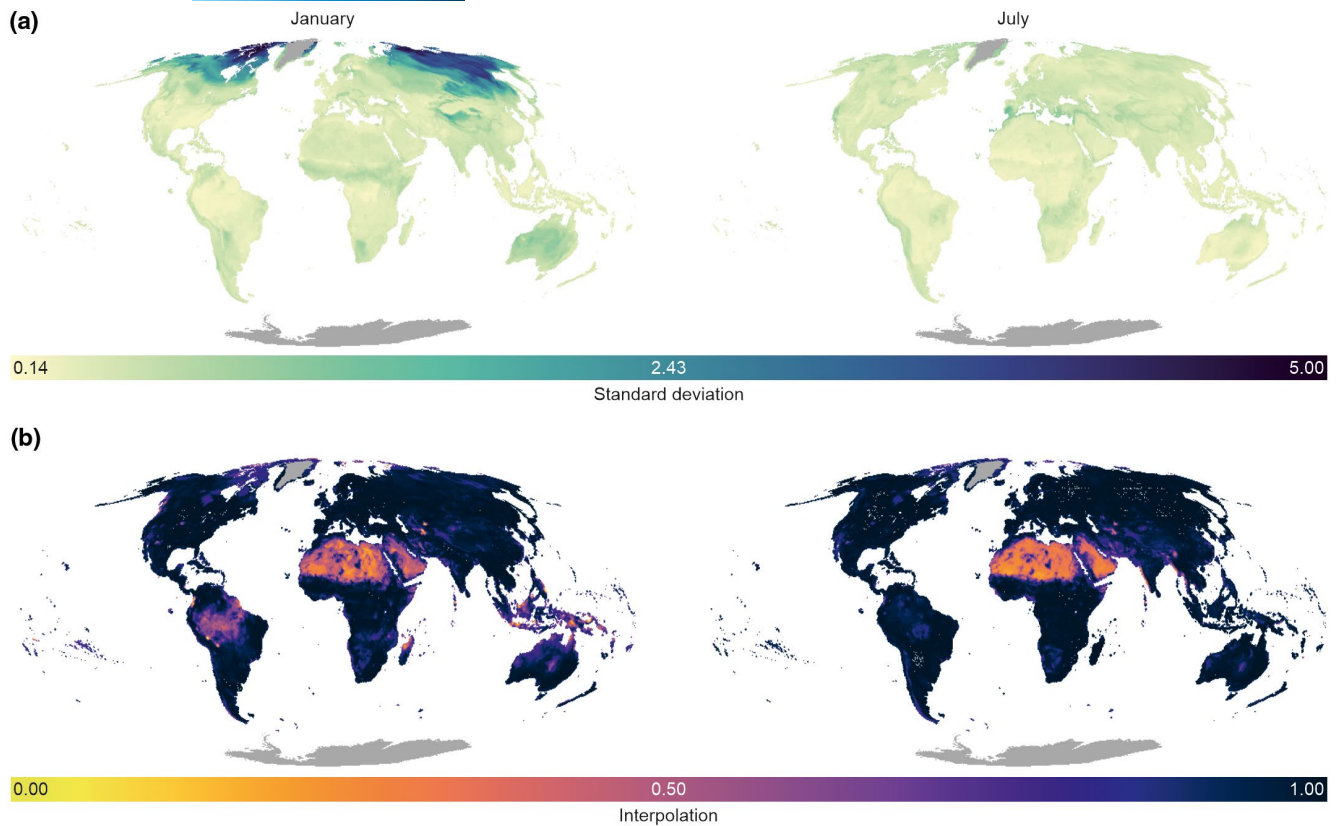 (a)
January
July
0.14
2.43
5.00
Standard deviation
(b)
0.00
0.50
1.00
Interpolation